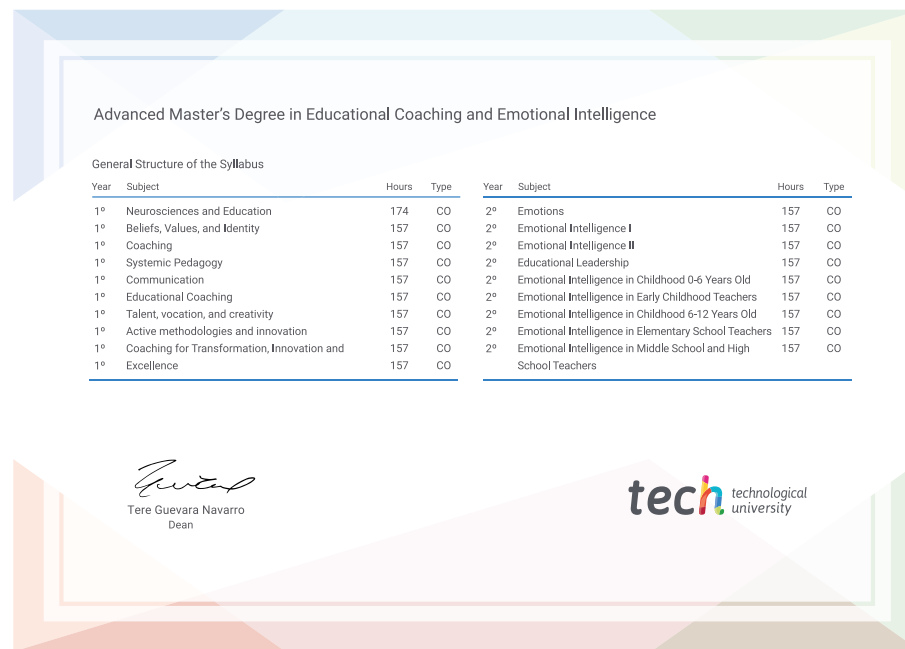 Advanced Master's Degree in Educational Coaching and Emotional Intelligence
General Structure of the Syllabus
Year Subject Hours Type
1º Neurosciences and Education 174 CO
1º Beliefs, Values, and Identity 157 CO
1º Coaching 157 CO
1º Systemic Pedagogy 157 CO
1º Communication 157 CO
1º Educational Coaching 157 CO
1º Talent, vocation, and creativity 157 CO
1º Active methodologies and innovation 157 CO
1º Coaching for Transformation, Innovation and 157 CO
1º Excellence 157 CO
Year Subject Hours Type
2º Emotions 157 CO
2º Emotional Intelligence I 157 CO
2º Emotional Intelligence II 157 CO
2º Educational Leadership 157 CO
2º Emotional Intelligence in Childhood 0-6 Years Old 157 CO
2º Emotional Intelligence in Early Childhood Teachers 157 CO
2º Emotional Intelligence in Childhood 6-12 Years Old 157 CO
2º Emotional Intelligence in Elementary School Teachers 157 CO
2º Emotional Intelligence in Middle School and High 157 CO
School Teachers
Tere Guevara Navarro
Dean
tech technological
university